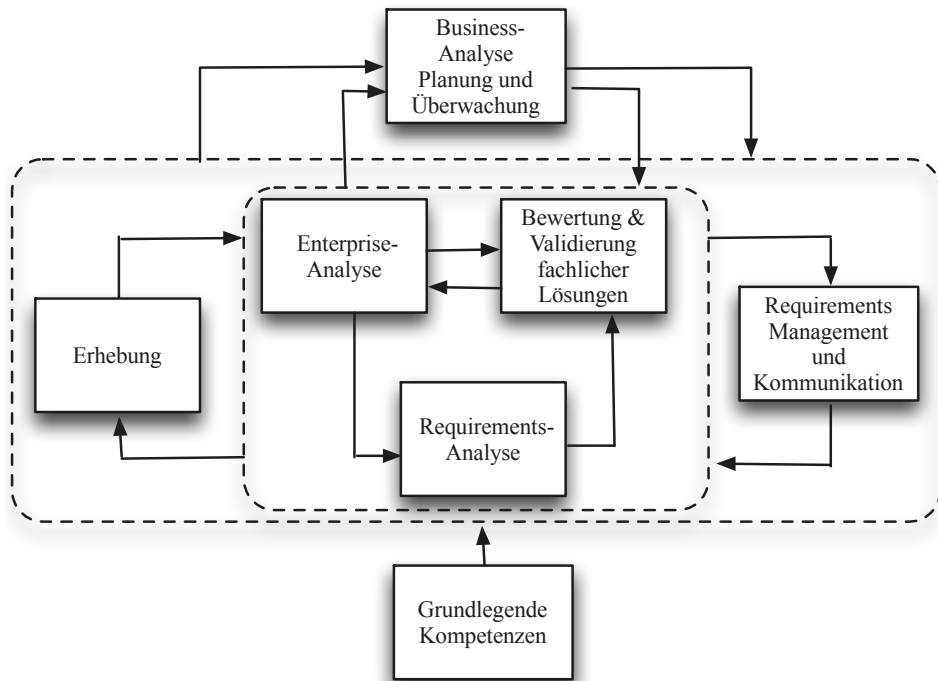 Business-
Analyse
Planung und
Überwachung
Enterprise-
Analyse
Bewertung &
Validierung
fachlicher
Lösungen
Erhebung
Requirements
Management
und
Kommunikation
Requirements-
Analyse
Grundlegende
Kompetenzen